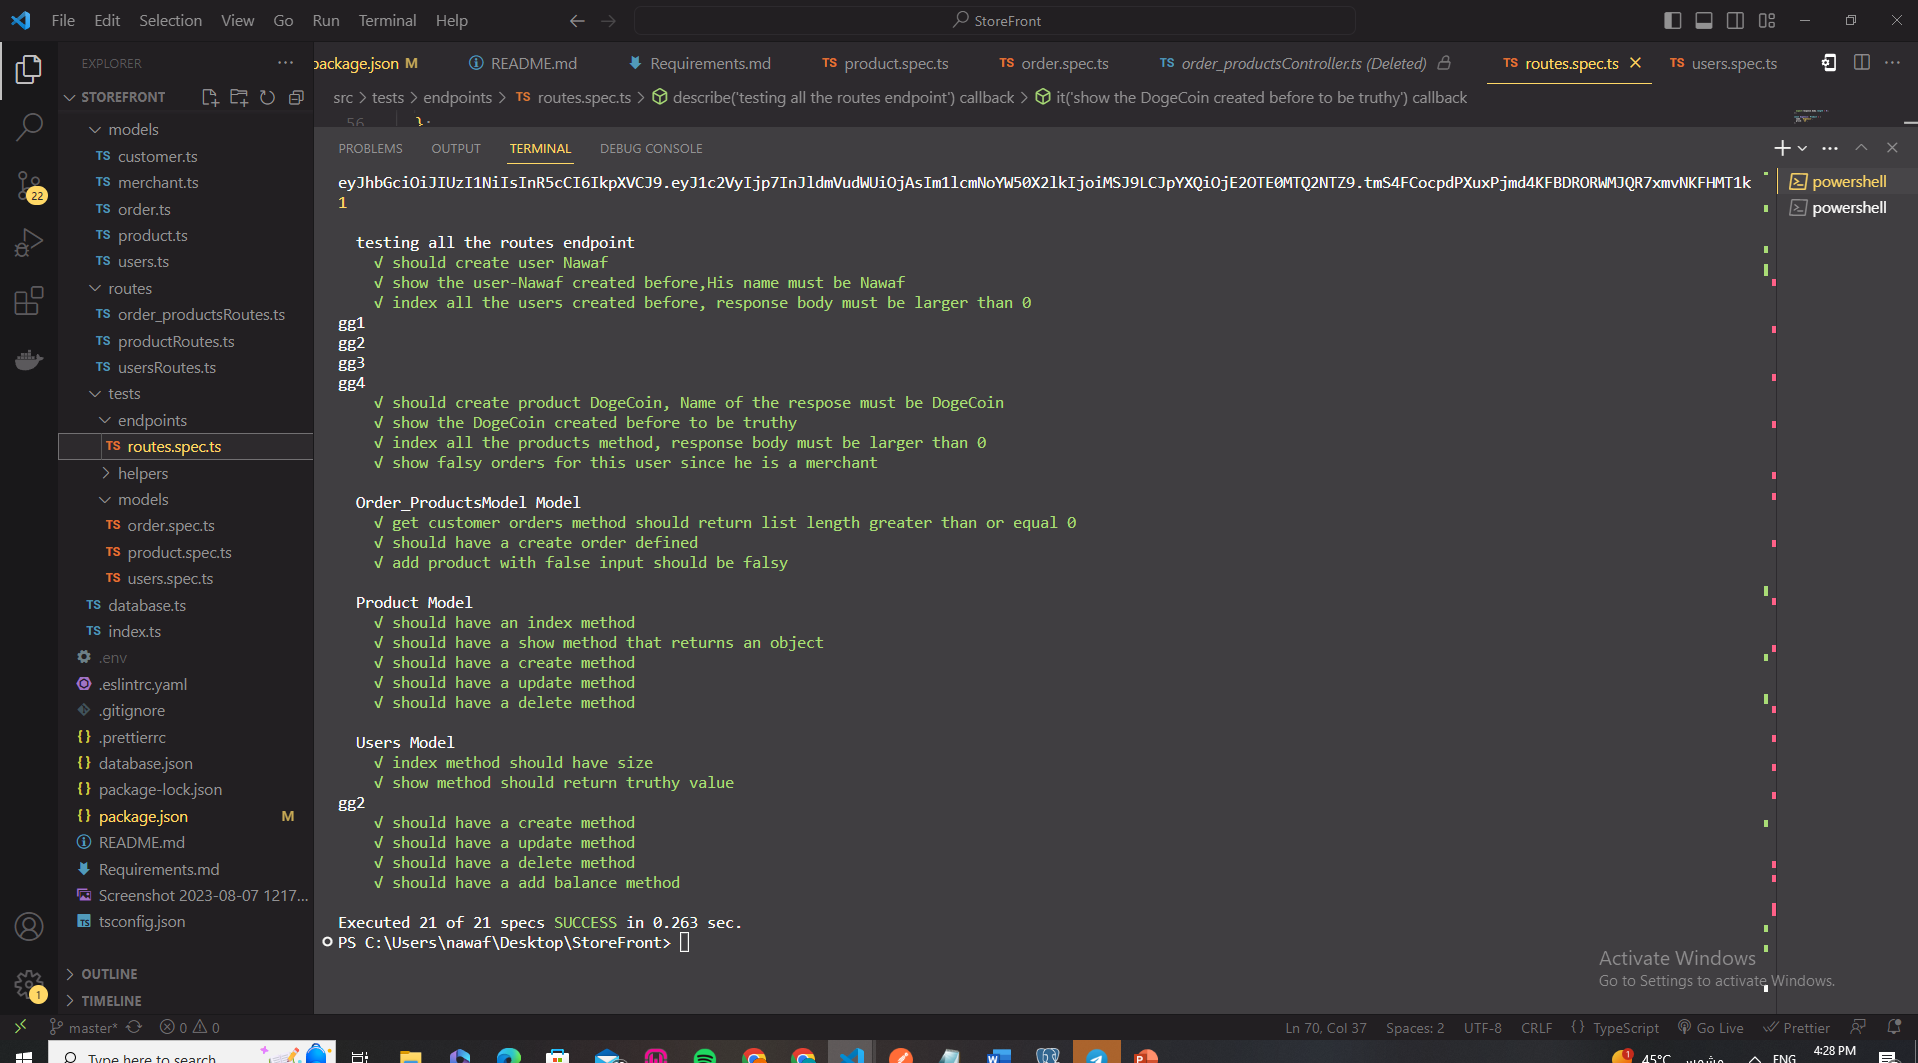 File Edit Selection View Go Run Terminal Help
StoreFront
EXPLORER
package.json M
README.md
Requirements.md
TS product.spec.ts
TS order.spec.ts
TS order_productsController.ts (Deleted)
TS routes.spec.ts
TS users.spec.ts
STOREFRONT
src > tests > endpoints > TS routes.spec.ts > describe('testing all the routes endpoint') callback > it('show the DogeCoin created before to be truthy') callback
56 };
models
TS customer.ts
TS merchant.ts
TS order.ts
TS product.ts
TS users.ts
routes
TS order_productsRoutes.ts
TS productRoutes.ts
TS usersRoutes.ts
tests
endpoints
TS routes.spec.ts
helpers
models
TS order.spec.ts
TS product.spec.ts
TS users.spec.ts
TS database.ts
TS index.ts
.env
.eslintrc.yaml
.gitignore
{} .prettierrc
{} database.json
{} package-lock.json
{} package.json M
README.md
Requirements.md
Screenshot 2023-08-07 1217...
TS tsconfig.json
OUTLINE
TIMELINE
22
1
PROBLEMS OUTPUT TERMINAL DEBUG CONSOLE
powershell
powershell
eyJhbGciOiJIUzI1NiIsInR5cCI6IkpXVCJ9.eyJ1c2VyIjp7InJldmVudWUiOjAsIm1lcmNoYW50X2lkIjoiMSJ9LCJpYXQiOjE2OTE0MTQ2NTZ9.tmS4FCocpdPXuxPjmd4KFBDRORWMJQR7xmvNKFHMT1k
1
testing all the routes endpoint
√ should create user Nawaf
√ show the user-Nawaf created before,His name must be Nawaf
√ index all the users created before, response body must be larger than 0
gg1
gg2
gg3
gg4
√ should create product DogeCoin, Name of the respose must be DogeCoin
√ show the DogeCoin created before to be truthy
√ index all the products method, response body must be larger than 0
√ show falsy orders for this user since he is a merchant
Order_ProductsModel Model
√ get customer orders method should return list length greater than or equal 0
√ should have a create order defined
√ add product with false input should be falsy
Product Model
√ should have an index method
√ should have a show method that returns an object
√ should have a create method
√ should have a update method
√ should have a delete method
Users Model
√ index method should have size
√ show method should return truthy value
gg2
√ should have a create method
√ should have a update method
√ should have a delete method
√ should have a add balance method
Executed 21 of 21 specs SUCCESS in 0.263 sec.
PS C:\Users\nawaf\Desktop\StoreFront>
Activate Windows
Go to Settings to activate Windows.
master* 0 0
Ln 70, Col 37 Spaces: 2 UTF-8 CRLF {} TypeScript Go Live Prettier
Type here to search
1 45°C ENG 4:28 PM